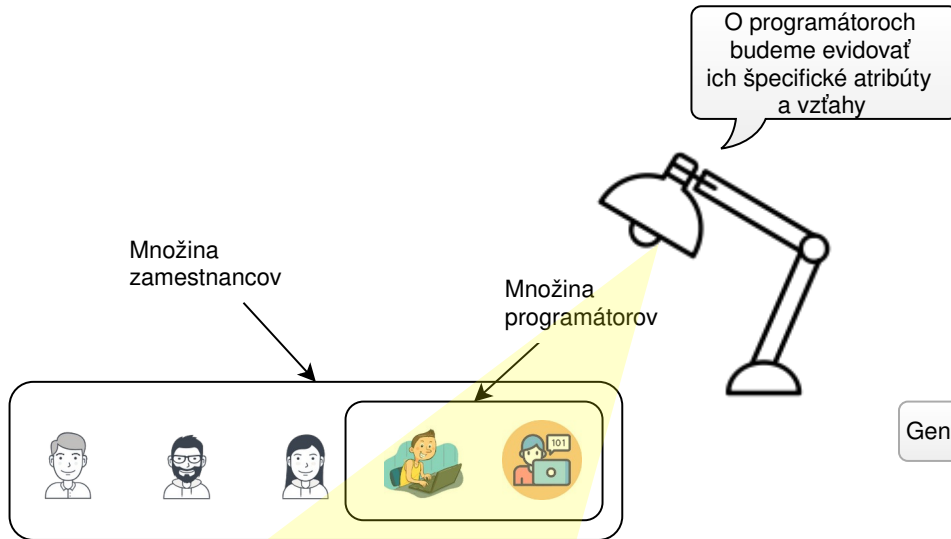 O programátoroch
budeme evidovať
ich špecifické atribúty
a vzťahy
Množina
zamestnancov
Množina
programátorov
101
Gen